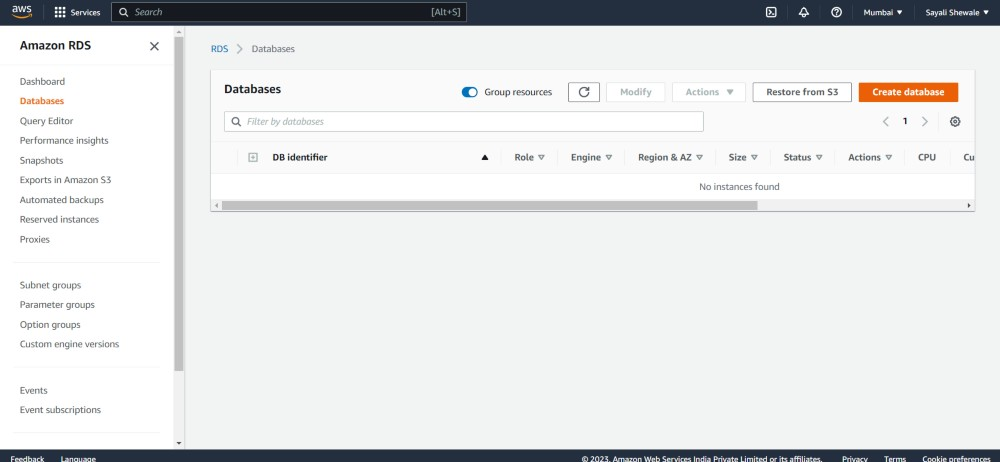 aws Services Search [Alt+S] Mumbai ▼ Sayali Shewale ▼
Amazon RDS
Dashboard
Databases
Query Editor
Performance insights
Snapshots
Exports in Amazon S3
Automated backups
Reserved instances
Proxies
Subnet groups
Parameter groups
Option groups
Custom engine versions
Events
Event subscriptions
RDS > Databases
Databases Group resources Modify Actions ▼ Restore from S3 Create database
Filter by databases 1
DB identifier Role Engine Region & AZ Size Status Actions CPU Cu
No instances found
Feedback Language © 2023, Amazon Web Services India Private Limited or its affiliates. Privacy Terms Cookie preferences